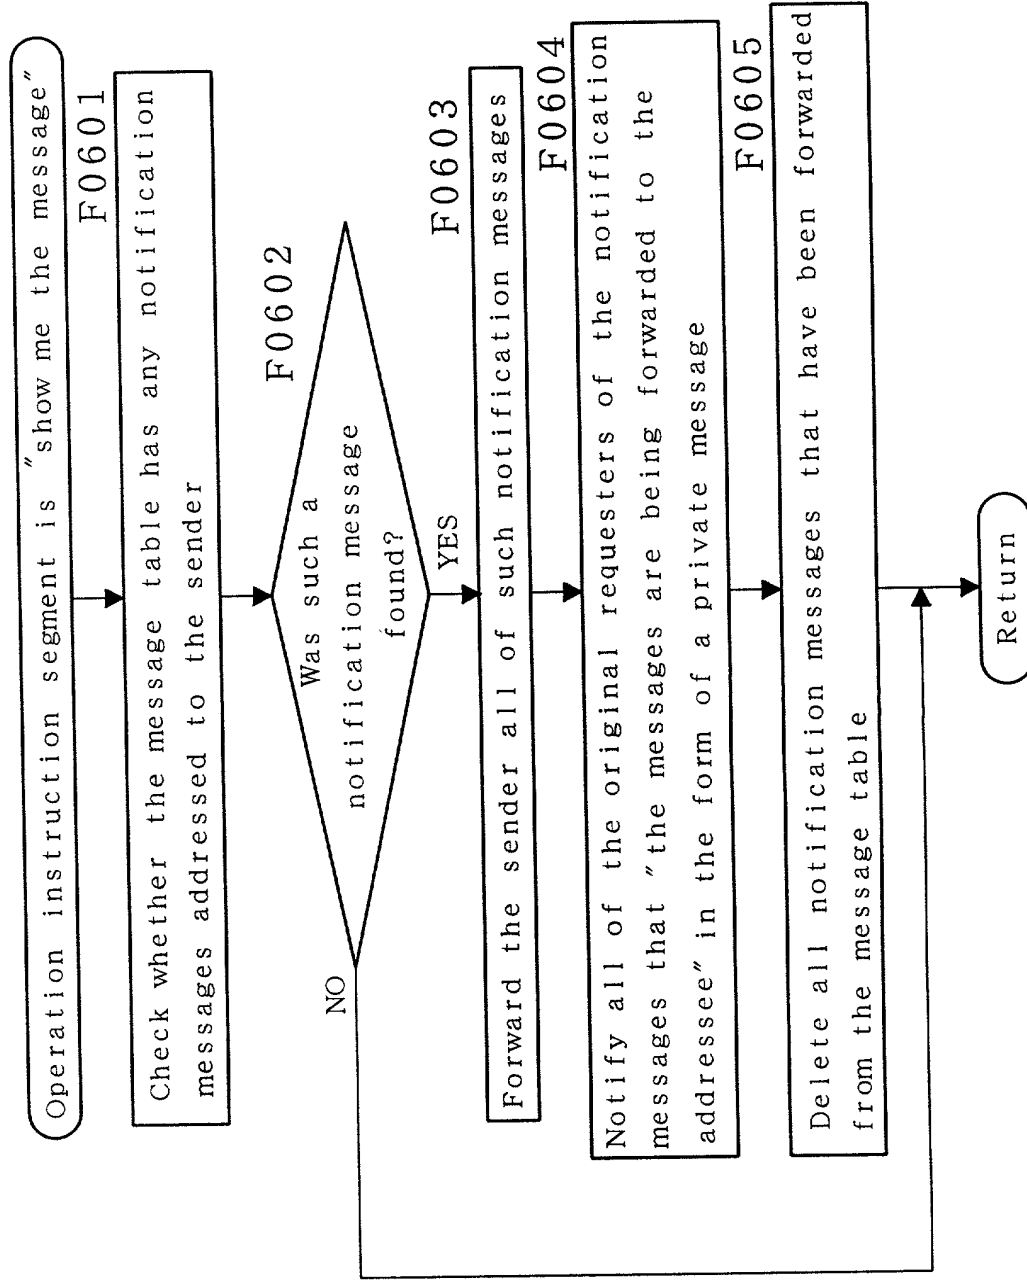 Operation instruction segment is "show me the message"
F0601
Check whether the message table has any notification
messages addressed to the sender
F0602
Was such a
notification message
found?
NO
YES
F0603
Forward the sender all of such notification messages
F0604
Notify all of the original requesters of the notification
messages that "the messages are being forwarded to the
addressee" in the form of a private message
F0605
Delete all notification messages that have been forwarded
from the message table
Return